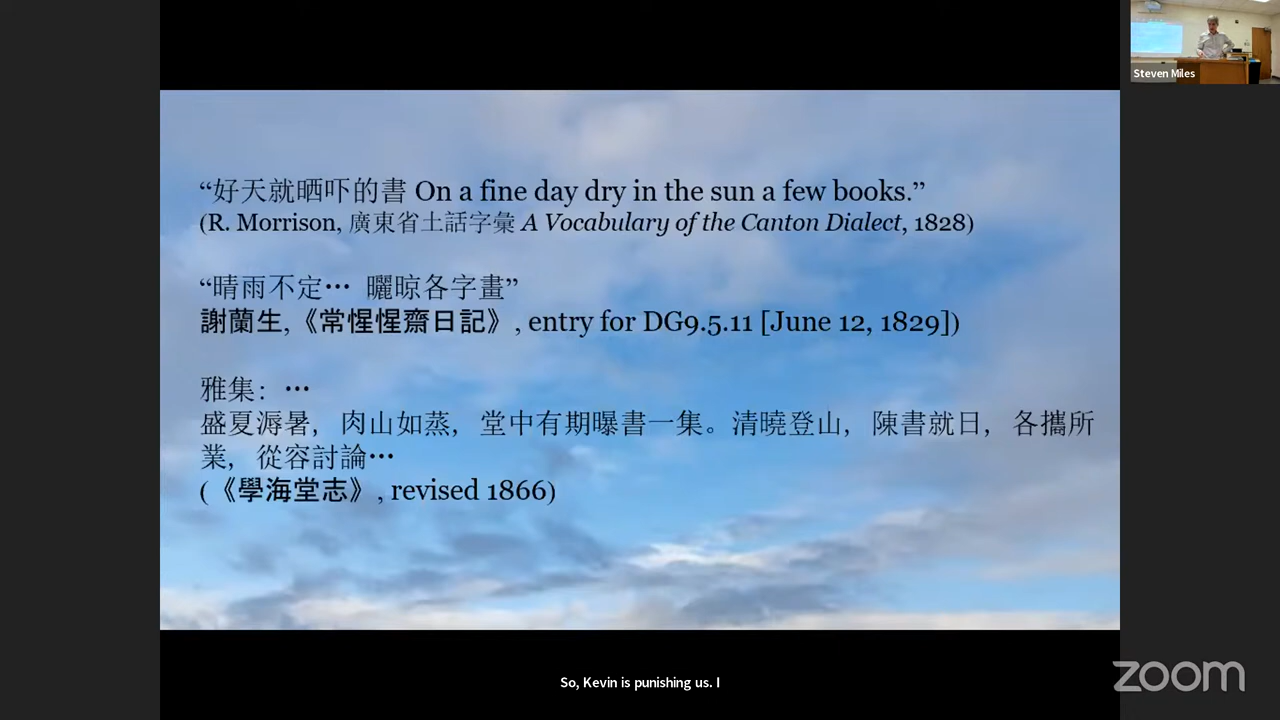 Steven Miles
“好天就晒吓的書 On a fine day dry in the sun a few books.”
(R. Morrison, 廣東省土話字彙 A Vocabulary of the Canton Dialect, 1828)
“晴雨不定⋯ 曬晾各字畫”
謝蘭生,《常惺惺齋日記》, entry for DG9.5.11 [June 12, 1829])
雅集：⋯
盛夏溽暑，肉山如蒸，堂中有期曝書一集。清曉登山，陳書就日，各攜所
業，從容討論⋯
(《學海堂志》, revised 1866)
So, Kevin is punishing us. I
zoom